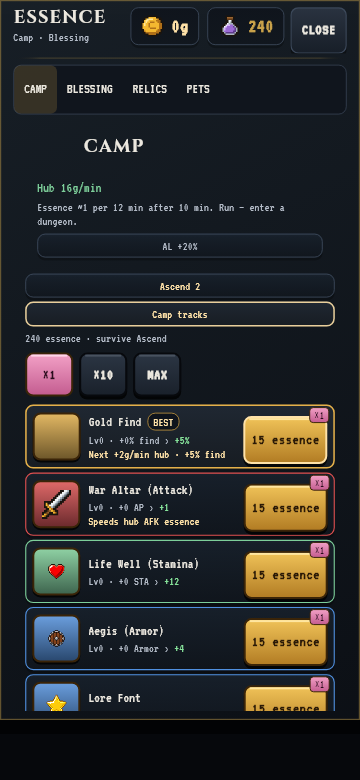 ESSENCE
Camp · Blessing
0g
240
CLOSE
CAMP BLESSING RELICS PETS
CAMP
Hub 16g/min
Essence ~1 per 12 min after 10 min. Run — enter a
dungeon.
AL +20%
Ascend 2
Camp tracks
240 essence · survive Ascend
X1 X10 MAX
Gold Find BEST
Lv0 · +0% find › +5%
Next +2g/min hub · +5% find
X1
15 essence
War Altar (Attack)
Lv0 · +0 AP › +1
Speeds hub AFK essence
X1
15 essence
Life Well (Stamina)
Lv0 · +0 STA › +12
X1
15 essence
Aegis (Armor)
Lv0 · +0 Armor › +4
X1
15 essence
Lore Font
X1
15 essence